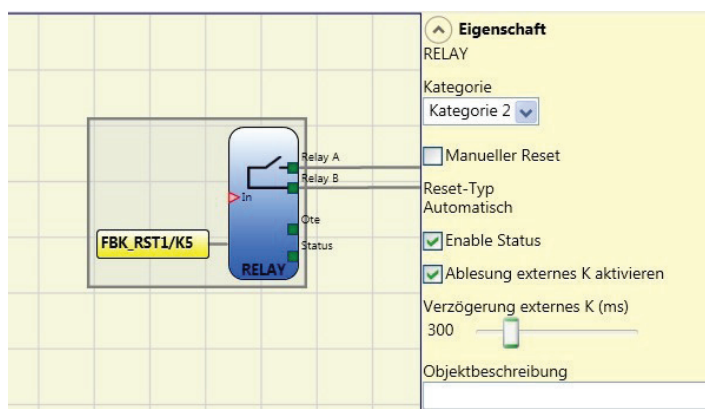 Relay A
Relay B
In
Ote
Status
FBK_RST1/K5
RELAY
Eigenschaft
RELAY
Kategorie
Kategorie 2
Manueller Reset
Reset-Typ
Automatisch
Enable Status
Ablesung externes K aktivieren
Verzögerung externes K (ms)
300
Objektbeschreibung